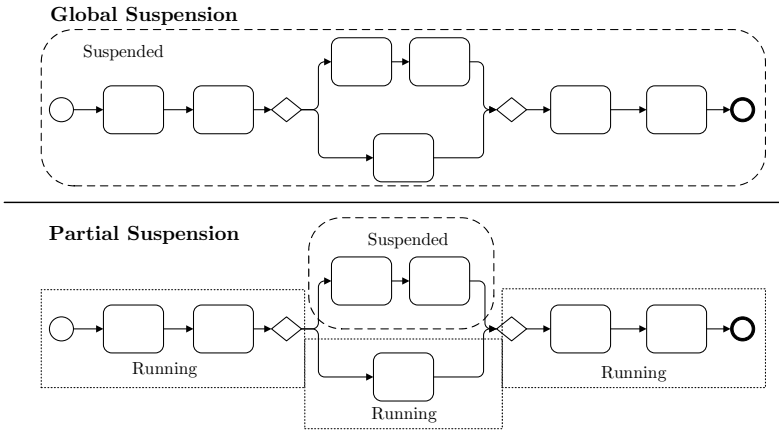 Global Suspension
Suspended
Partial Suspension
Suspended
Running
Running
Running